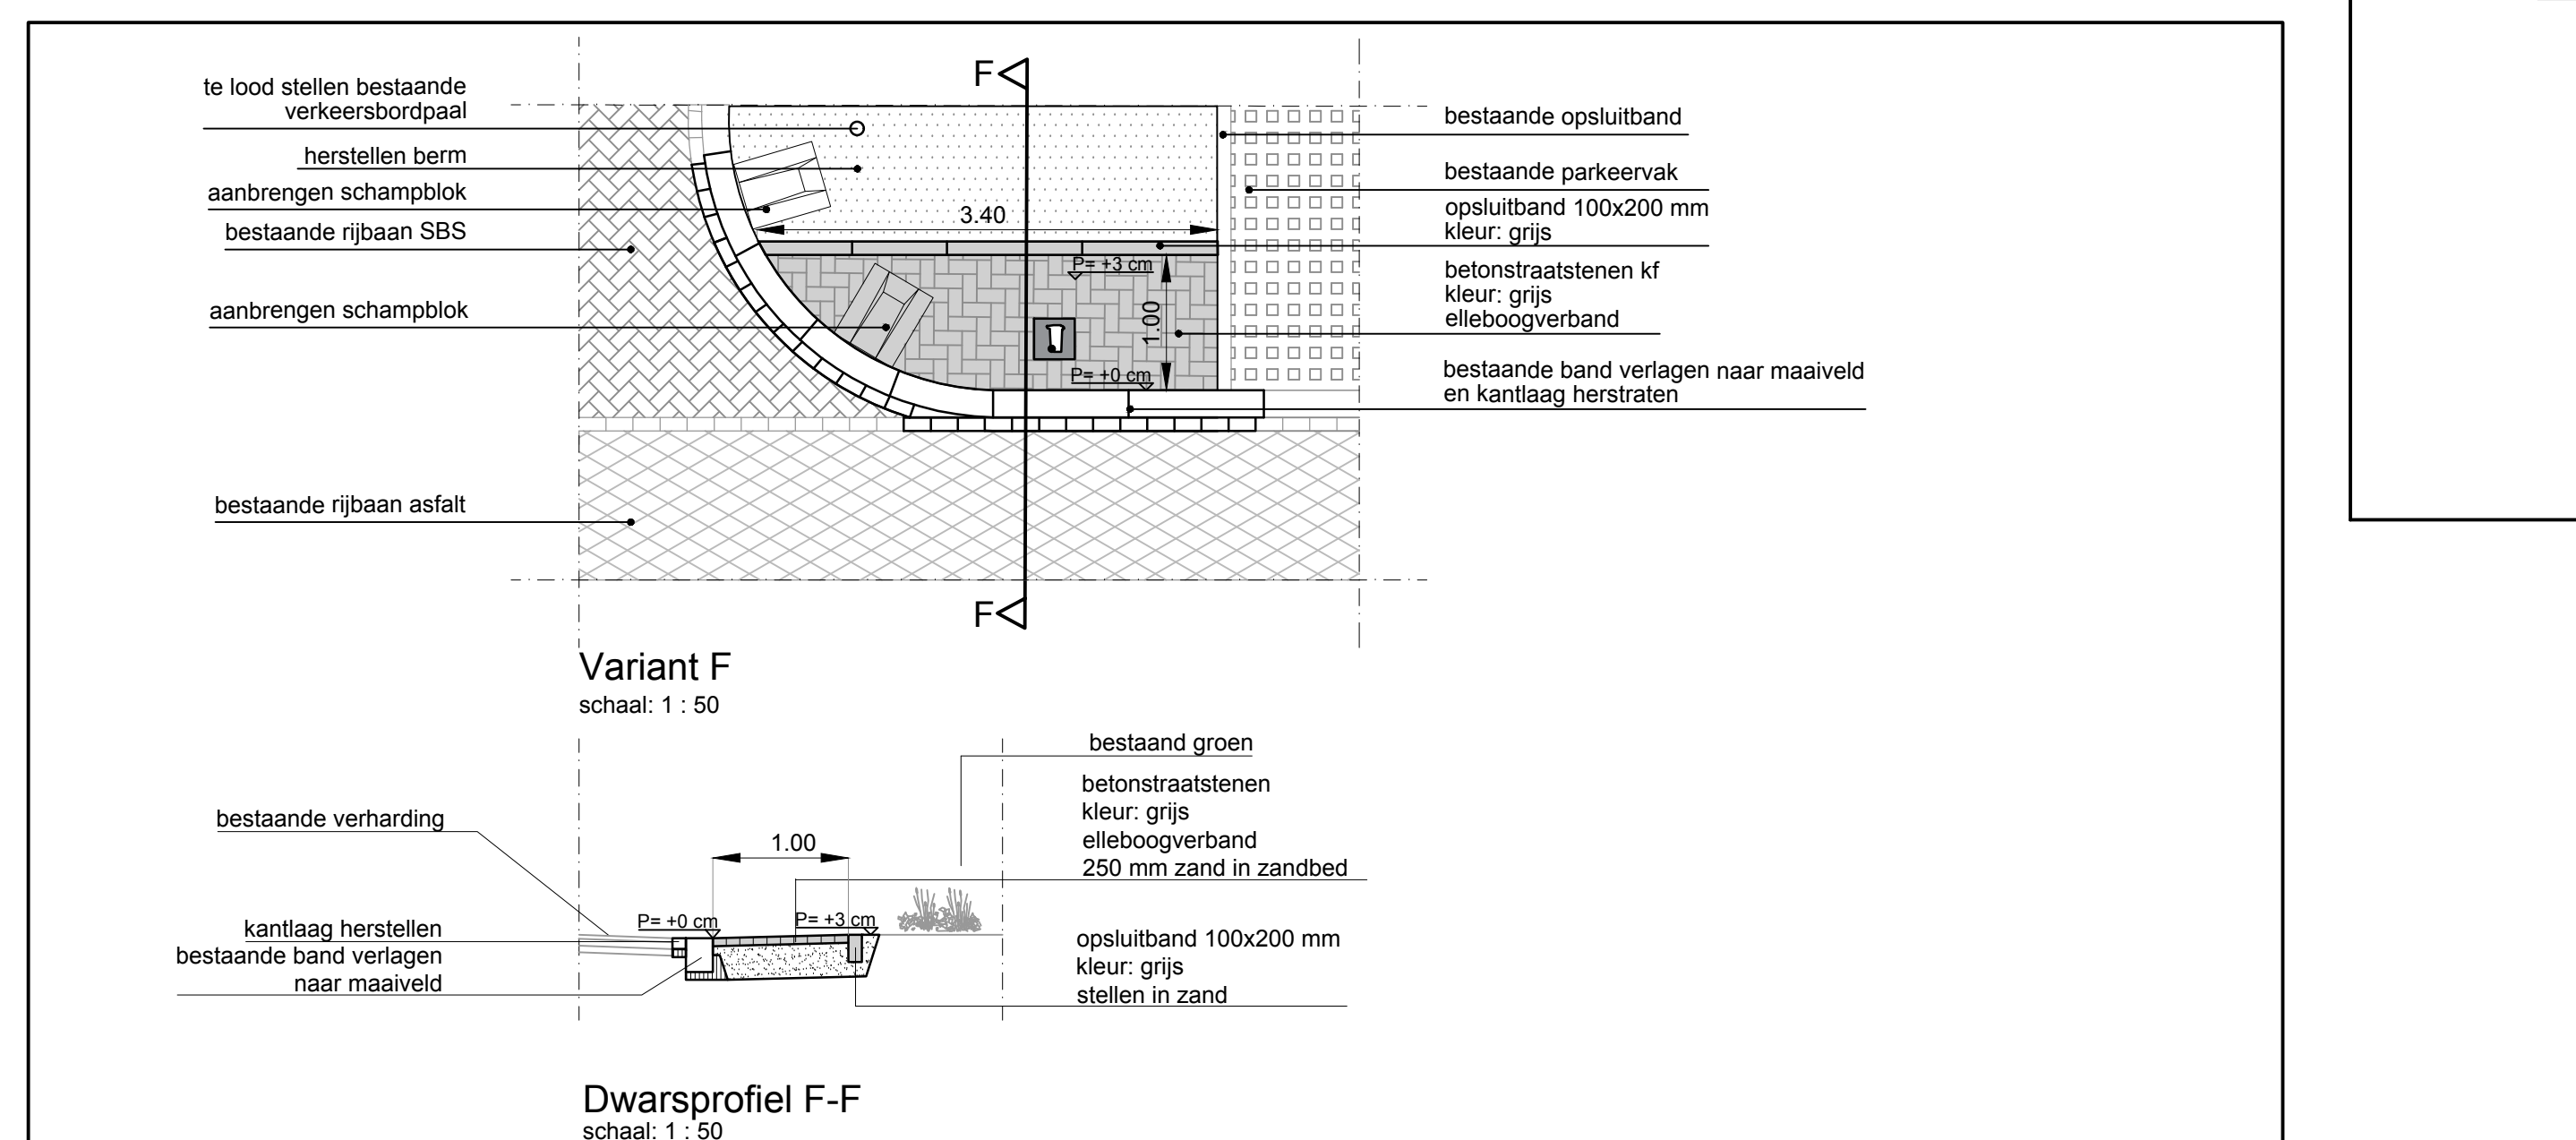 F
te lood stellen bestaande
verkeersbordpaal
herstellen berm
aanbrengen schampblok
bestaande rijbaan SBS
aanbrengen schampblok
bestaande rijbaan asfalt
3.40
P= +3 cm
1.00
P= +0 cm
bestaande opsluitband
bestaande parkeervak
opsluitband 100x200 mm
kleur: grijs
betonstraatstenen kf
kleur: grijs
elleboogverband
bestaande band verlagen naar maaiveld
en kantlaag herstraten
F
Variant F
schaal: 1 : 50
bestaande verharding
kantlaag herstellen
bestaande band verlagen
naar maaiveld
1.00
P= +0 cm
P= +3 cm
bestaand groen
betonstraatstenen
kleur: grijs
elleboogverband
250 mm zand in zandbed
opsluitband 100x200 mm
kleur: grijs
stellen in zand
Dwarsprofiel F-F
schaal: 1 : 50